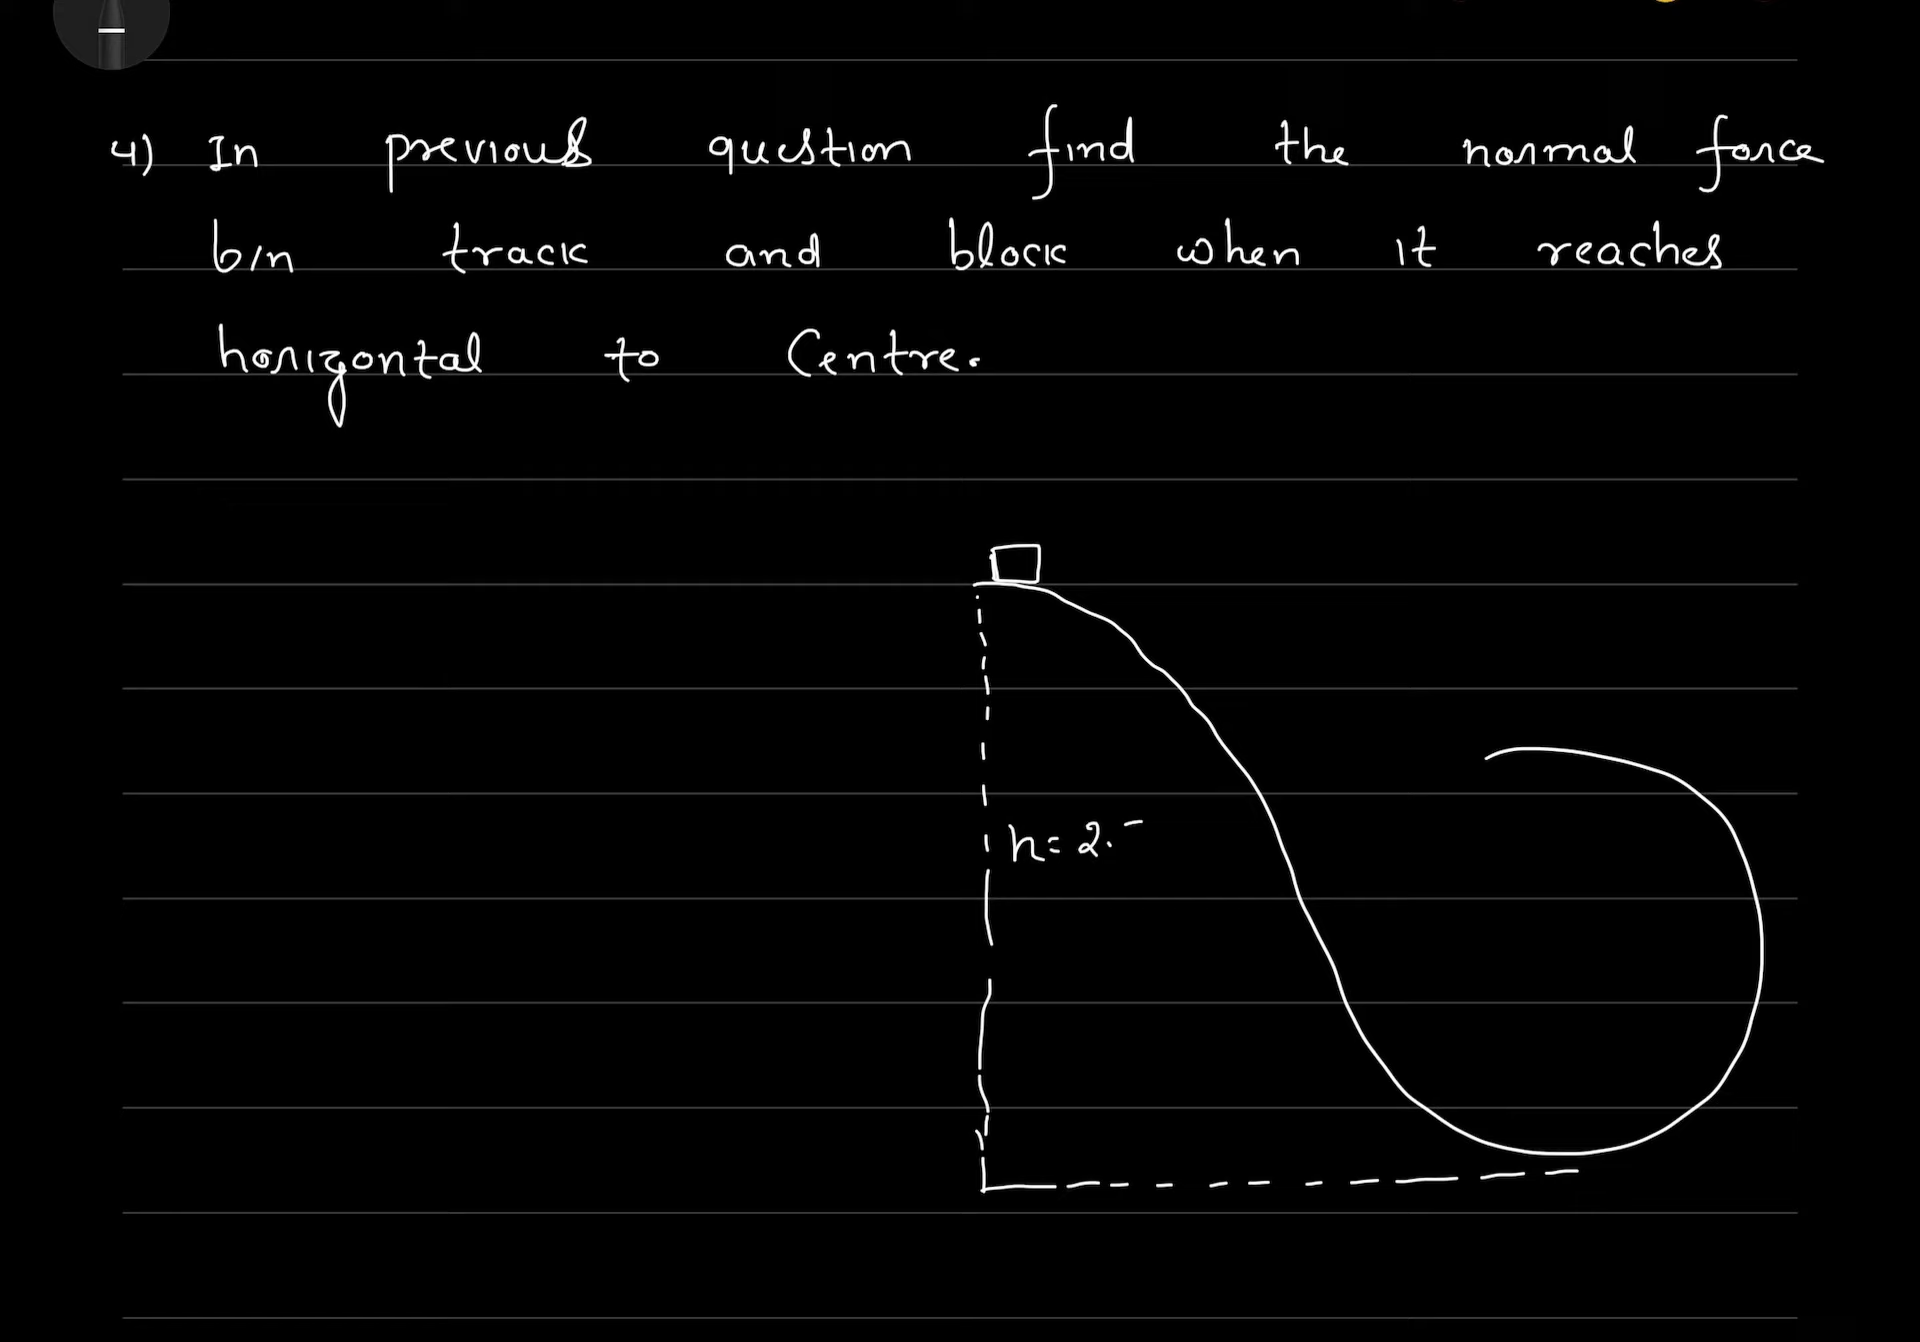 4) In previous question find the normal force
b/n track and block when it reaches
horizontal to Centre.
h= 2.